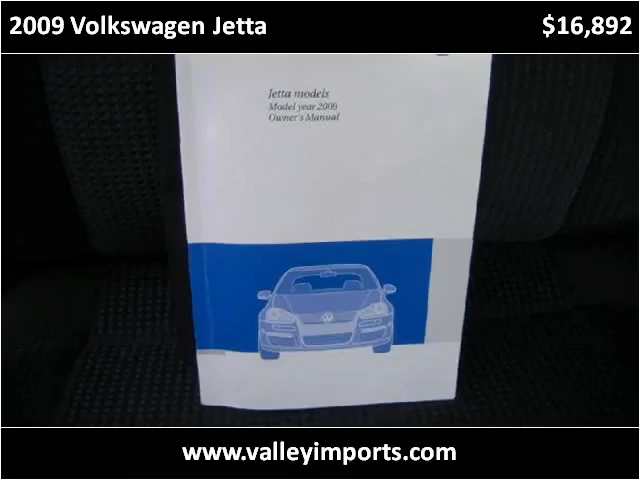 2009 Volkswagen Jetta $16,892
Jetta models
Model year 2009
Owner's Manual
www.valleyimports.com